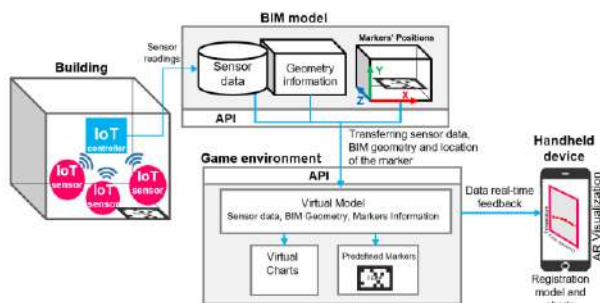 BIM model
Sensor
readings
Markers' Positions
Building
Sensor
data
Geometry
information
Y
Z
X
IoT
controller
API
IoT
sensor
IoT
sensor
IoT
sensor
Transferring sensor data,
BIM geometry and location
of the marker
Game environment
API
Handheld
device
Virtual Model
Sensor data, BIM Geometry, Markers Information
Data real-time
feedback
AR Visualization
Virtual
Charts
Predefined Markers
Registration
model and